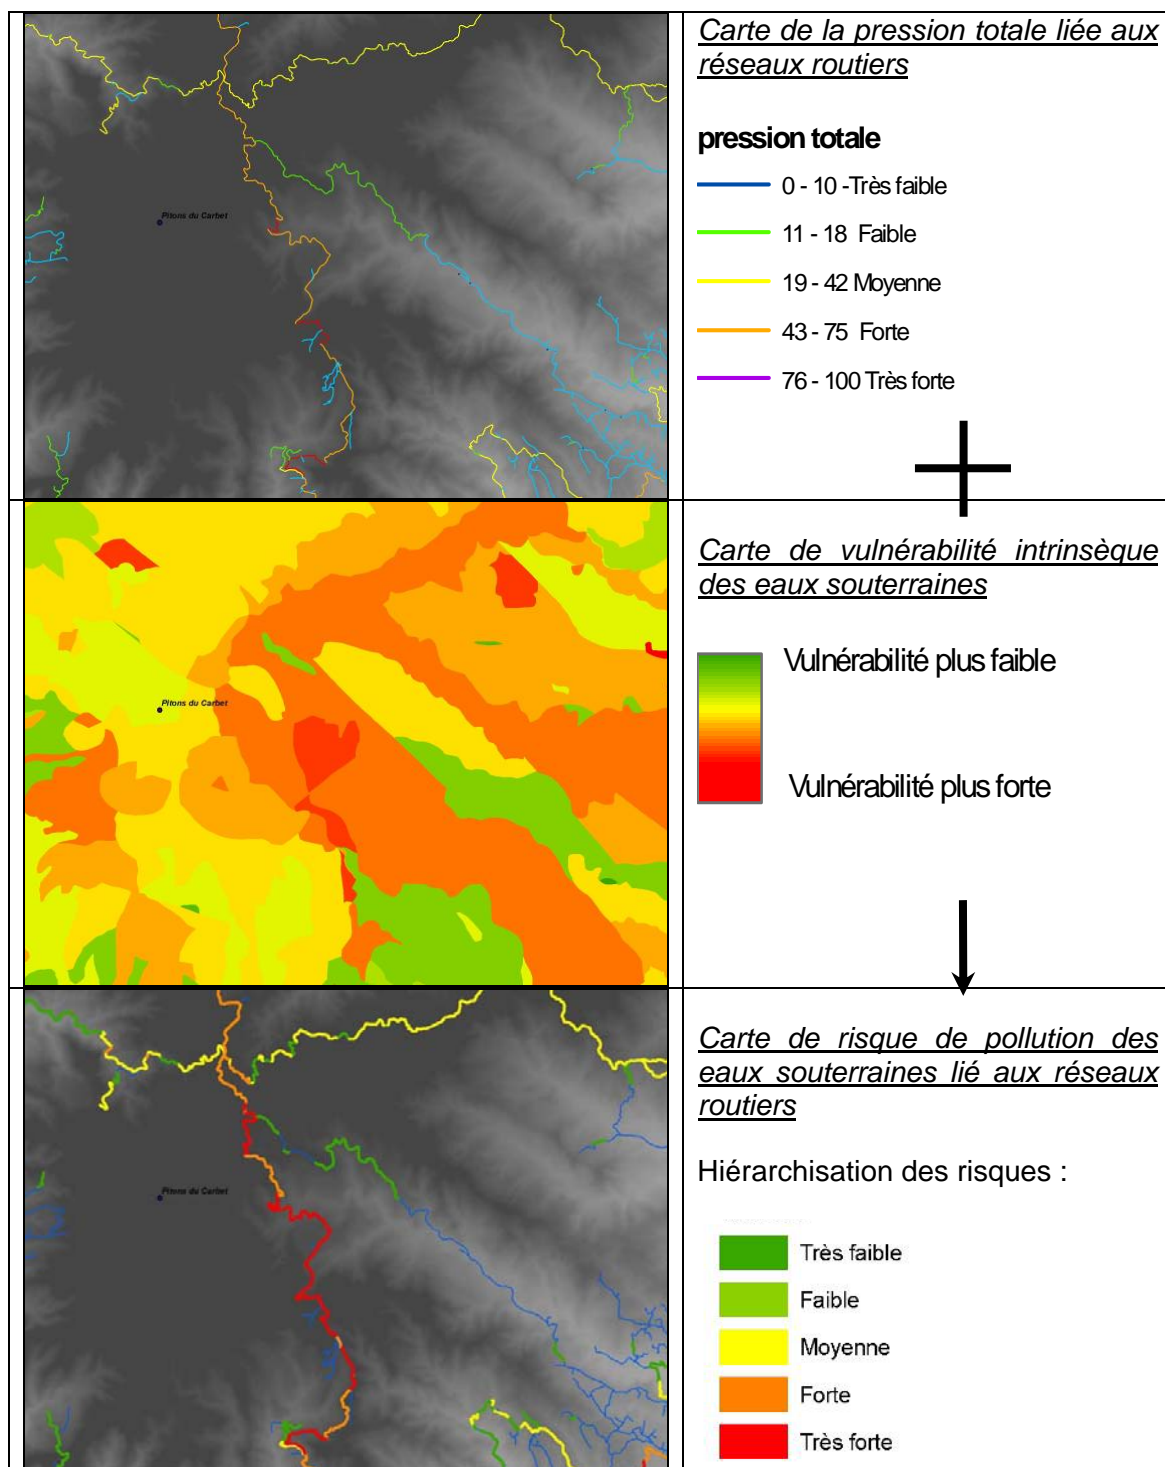 Carte de la pression totale liée aux
réseaux routiers
pression totale
0 - 10 -Très faible
11 - 18 Faible
19 - 42 Moyenne
43 - 75 Forte
76 - 100 Très forte
Pitons du Carbet
Carte de vulnérabilité intrinsèque
des eaux souterraines
Vulnérabilité plus faible
Vulnérabilité plus forte
Pitons du Carbet
Carte de risque de pollution des
eaux souterraines lié aux réseaux
routiers
Hiérarchisation des risques :
Très faible
Faible
Moyenne
Forte
Très forte
Pitons du Carbet